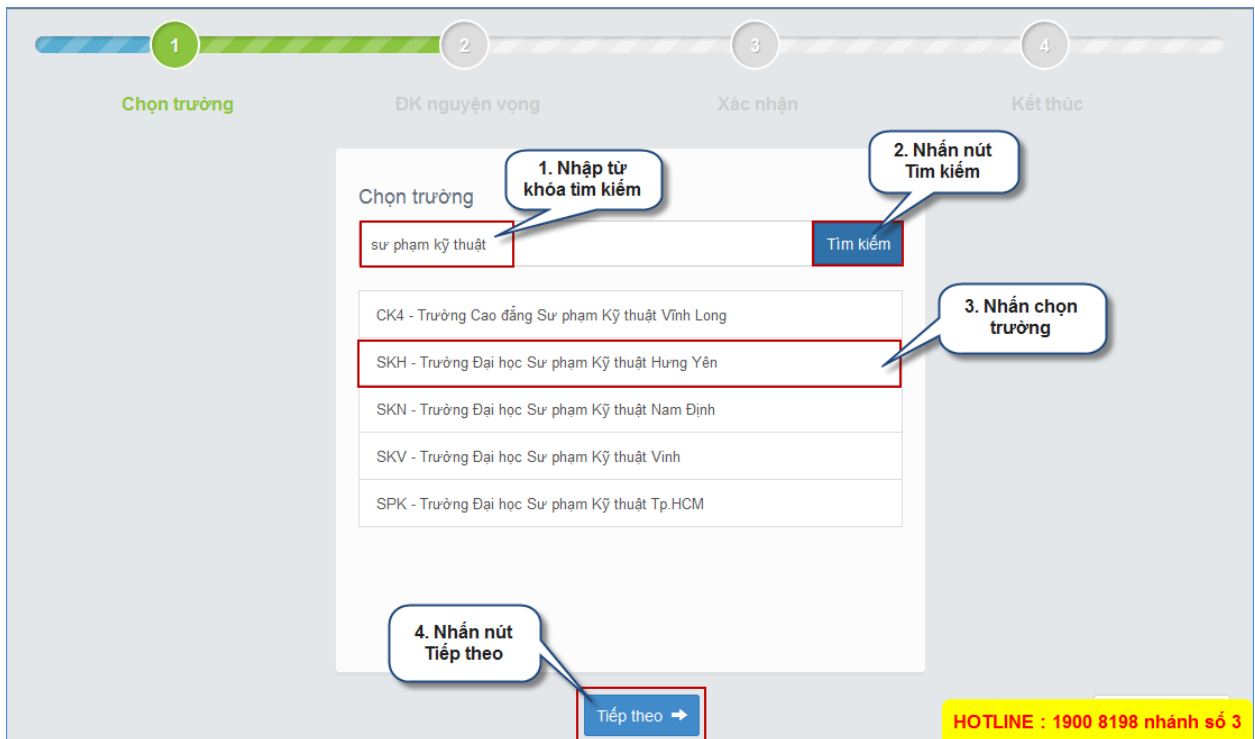 1
2
3
4
Chọn trường
ĐK nguyện vọng
Xác nhận
Kết thúc
1. Nhập từ
khóa tìm kiếm
2. Nhấn nút
Tìm kiếm
Chọn trường
sư phạm kỹ thuật
Tìm kiếm
3. Nhấn chọn
trường
CK4 - Trường Cao đẳng Sư phạm Kỹ thuật Vĩnh Long
SKH - Trường Đại học Sư phạm Kỹ thuật Hưng Yên
SKN - Trường Đại học Sư phạm Kỹ thuật Nam Định
SKV - Trường Đại học Sư phạm Kỹ thuật Vinh
SPK - Trường Đại học Sư phạm Kỹ thuật Tp.HCM
4. Nhấn nút
Tiếp theo
Tiếp theo
HOTLINE : 1900 8198 nhánh số 3